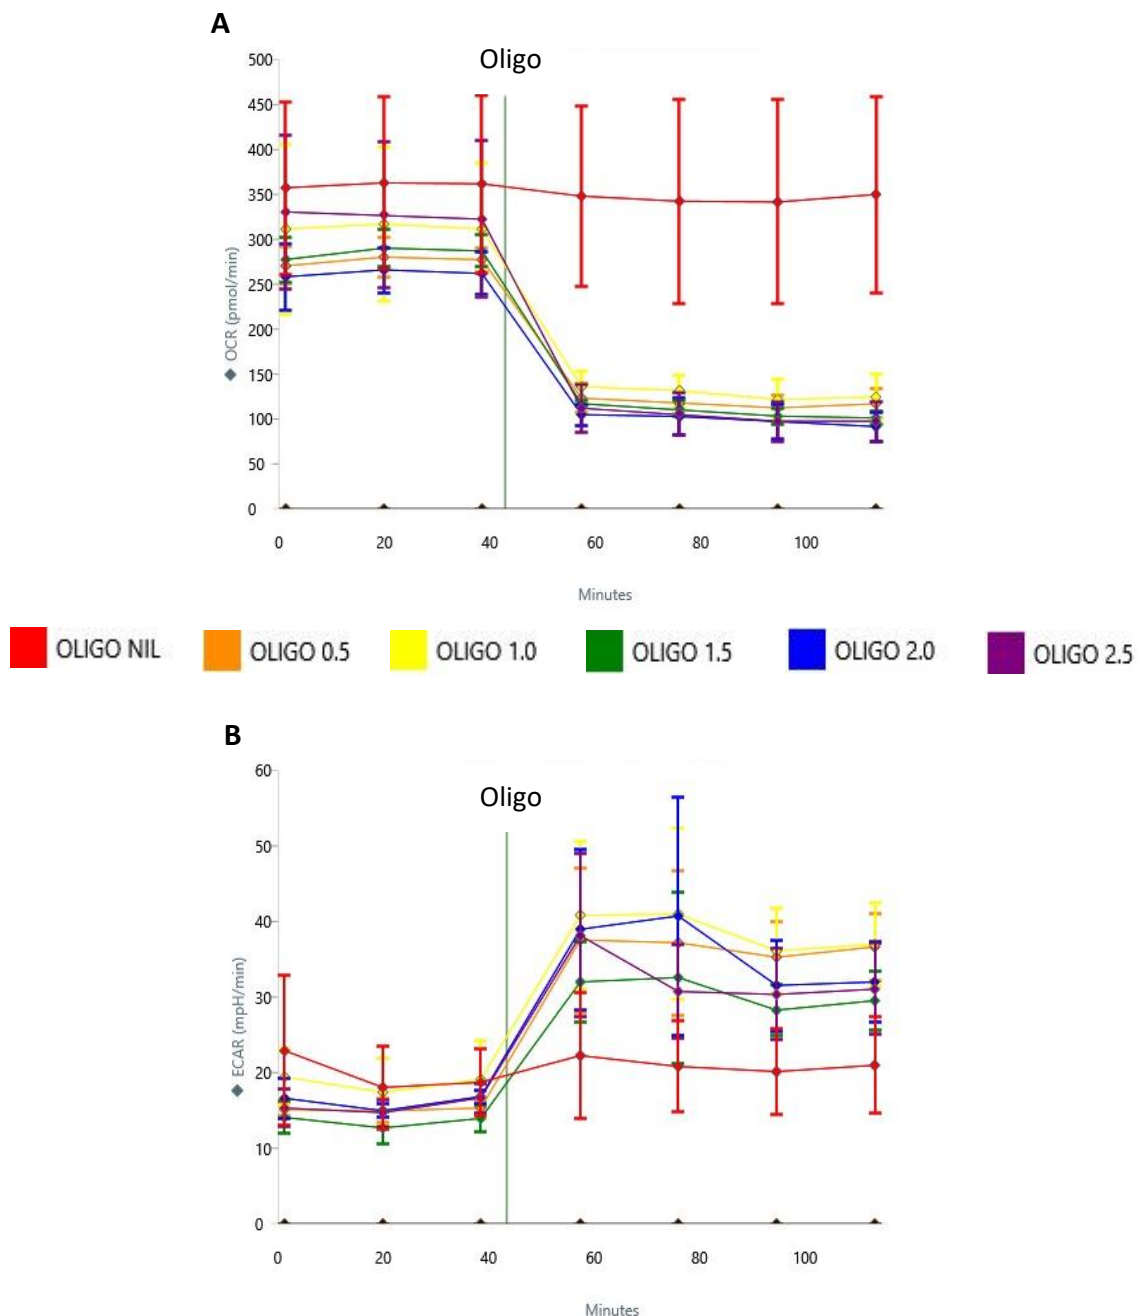 A
Oligo
500
450
400
350
300
250
200
150
100
50
0
OCR (pmol/min)
0 20 40 60 80 100
Minutes
OLIGO NIL OLIGO 0.5 OLIGO 1.0 OLIGO 1.5 OLIGO 2.0 OLIGO 2.5
B
Oligo
60
50
40
30
20
10
0
ECAR (mpH/min)
0 20 40 60 80 100
Minutes